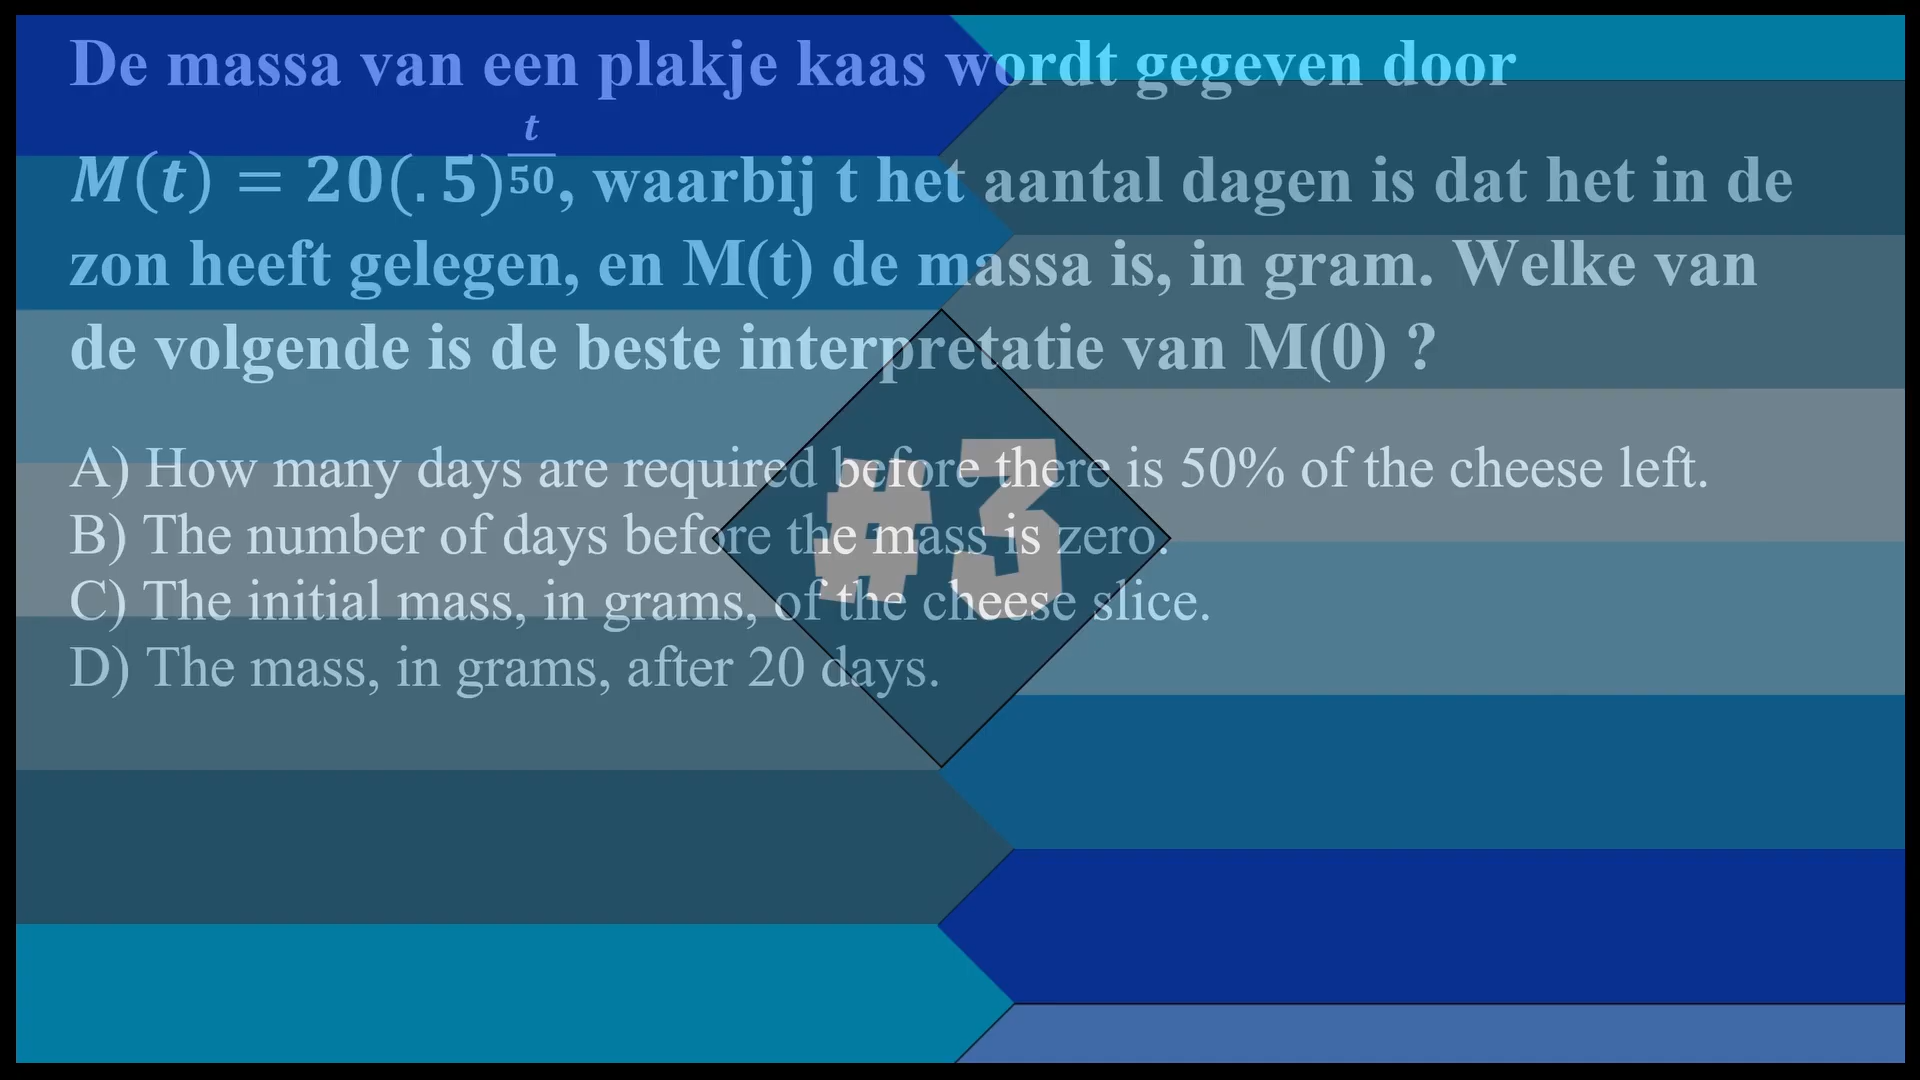 De massa van een plakje kaas wordt gegeven door
M(t) = 20(.5)^{t/50}, waarbij t het aantal dagen is dat het in de
zon heeft gelegen, en M(t) de massa is, in gram. Welke van
de volgende is de beste interpretatie van M(0) ?
A) How many days are required before there is 50% of the cheese left.
B) The number of days before the mass is zero.
C) The initial mass, in grams, of the cheese slice.
D) The mass, in grams, after 20 days.
#3